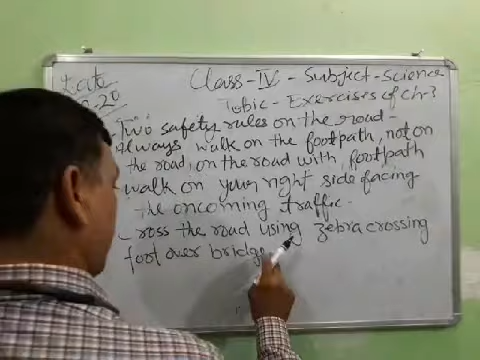 Date
Class-IV - Subject-Science
Topic - Exercises of Ch-3
Two safety rules on the road-
Always walk on the footpath, not on
the road, on the road with footpath
walk on your right side facing
the oncoming traffic.
ross the road using zebra crossing
foot over bridge